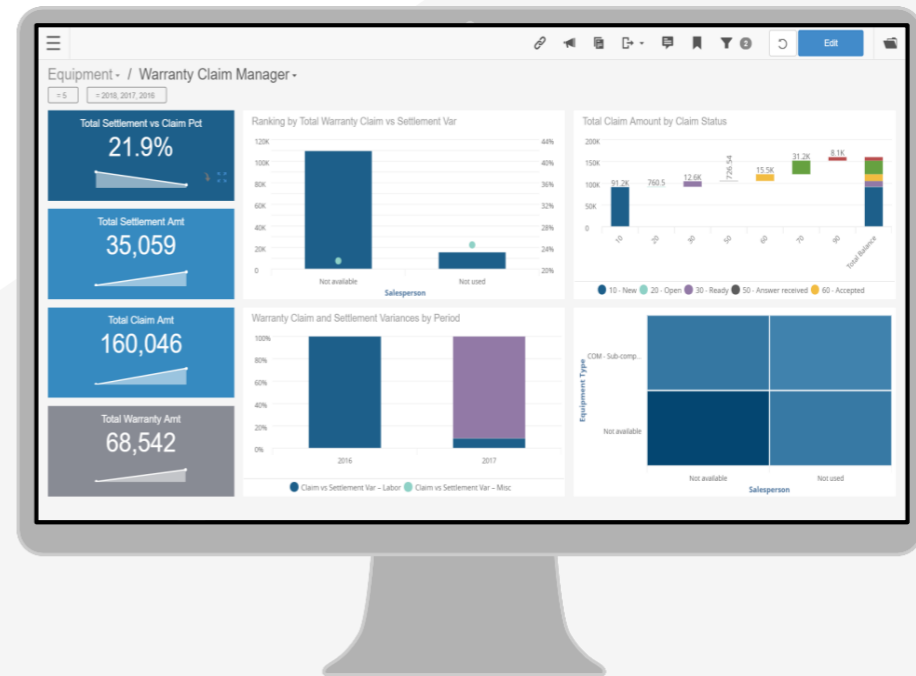 2
Edit
Equipment / Warranty Claim Manager
= 5
= 2018, 2017, 2016
Total Settlement vs Claim Pct
21.9%
Total Settlement Amt
35,059
Total Claim Amt
160,046
Total Warranty Amt
68,542
Ranking by Total Warranty Claim vs Settlement Var
120K
100K
80K
60K
40K
20K
0
44%
40%
36%
32%
28%
24%
20%
Not available
Not used
Salesperson
Total Claim Amount by Claim Status
200K
150K
100K
50K
0
91.2K
760.5
12.6K
726.54
15.5K
31.2K
8.1K
10
20
30
50
60
70
90
Total Balance
10 - New
20 - Open
30 - Ready
50 - Answer received
60 - Accepted
Warranty Claim and Settlement Variances by Period
100%
80%
60%
40%
20%
0%
2016
2017
Claim vs Settlement Var – Labor
Claim vs Settlement Var – Misc
Equipment Type
COM - Sub-comp...
Not available
Not available
Not used
Salesperson